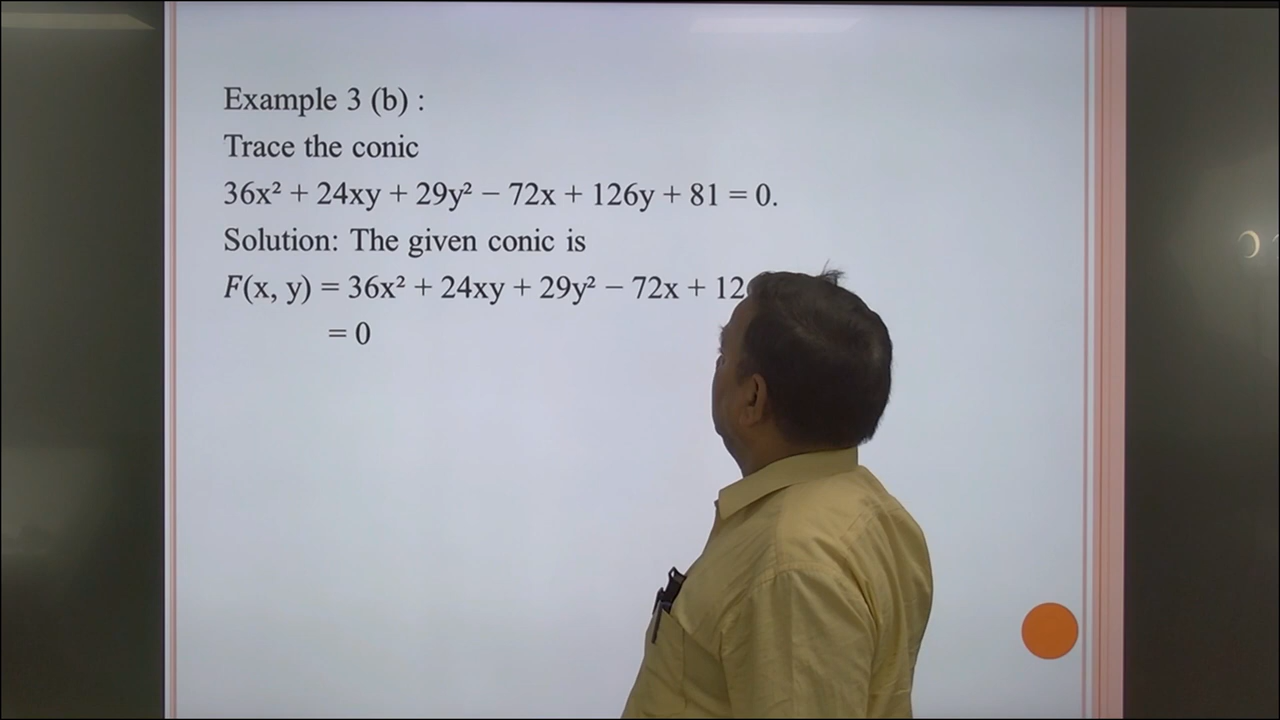 Example 3 (b) :
Trace the conic
36x² + 24xy + 29y² − 72x + 126y + 81 = 0.
Solution: The given conic is
F(x, y) = 36x² + 24xy + 29y² − 72x + 12
= 0